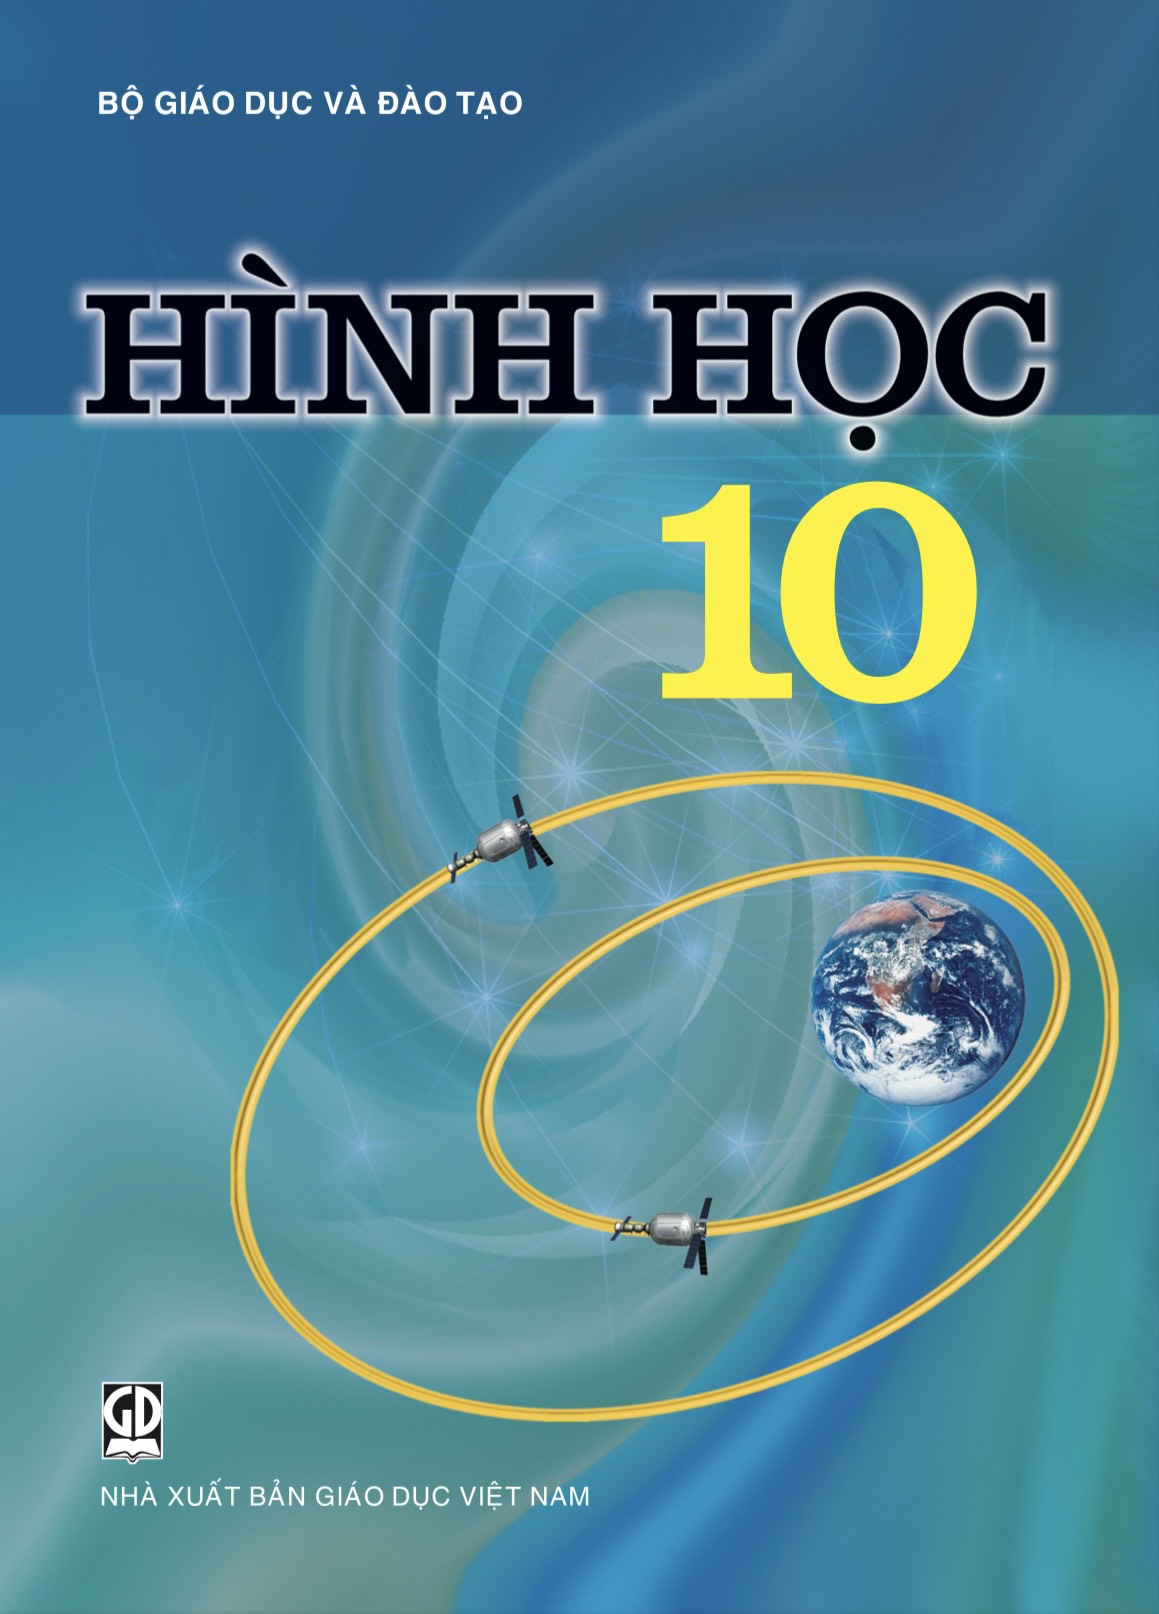 BỘ GIÁO DỤC VÀ ĐÀO TẠO
HÌNH HỌC
10
GD
NHÀ XUẤT BẢN GIÁO DỤC VIỆT NAM